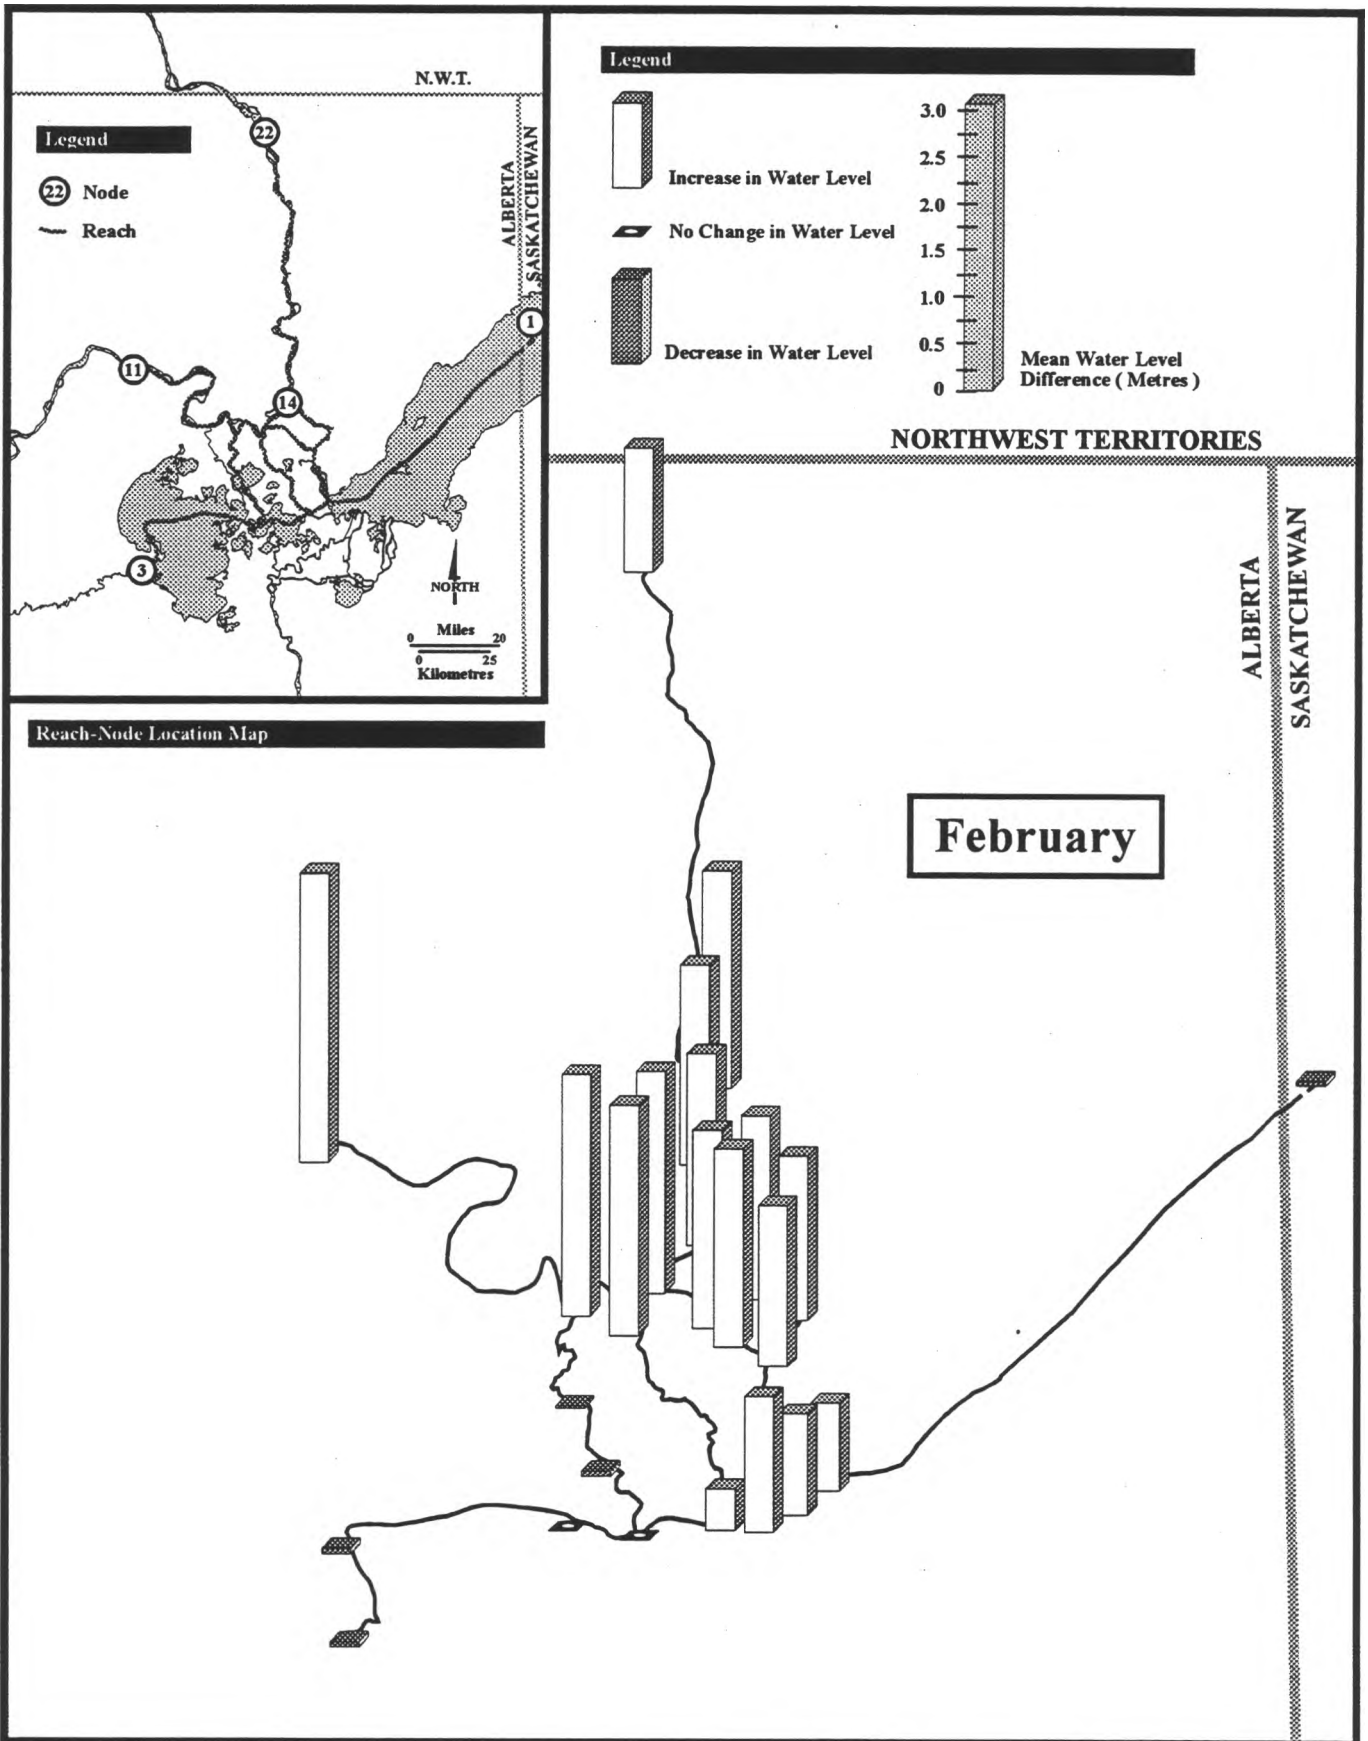 N.W.T.
Legend
22
22 Node
Reach
ALBERTA
SASKATCHEWAN
1
11
14
3
NORTH
Miles
0 20
0 25
Kilometres
Reach-Node Location Map
Legend
Increase in Water Level
No Change in Water Level
Decrease in Water Level
3.0
2.5
2.0
1.5
1.0
0.5
0
Mean Water Level
Difference ( Metres )
NORTHWEST TERRITORIES
ALBERTA
SASKATCHEWAN
February